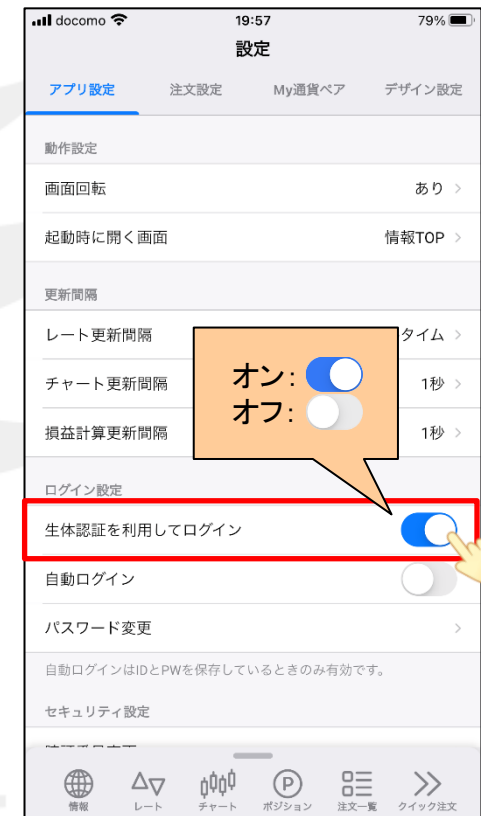 docomo 19:57 79%
設定
アプリ設定 注文設定 My通貨ペア デザイン設定
動作設定
画面回転 あり
起動時に開く画面 情報TOP
更新間隔
レート更新間隔 タイム
チャート更新間隔 1秒
損益計算更新間隔 1秒
オン:
オフ:
ログイン設定
生体認証を利用してログイン
自動ログイン
パスワード変更
自動ログインはIDとPWを保存しているときのみ有効です。
セキュリティ設定
情報 レート チャート ポジション 注文一覧 クイック注文